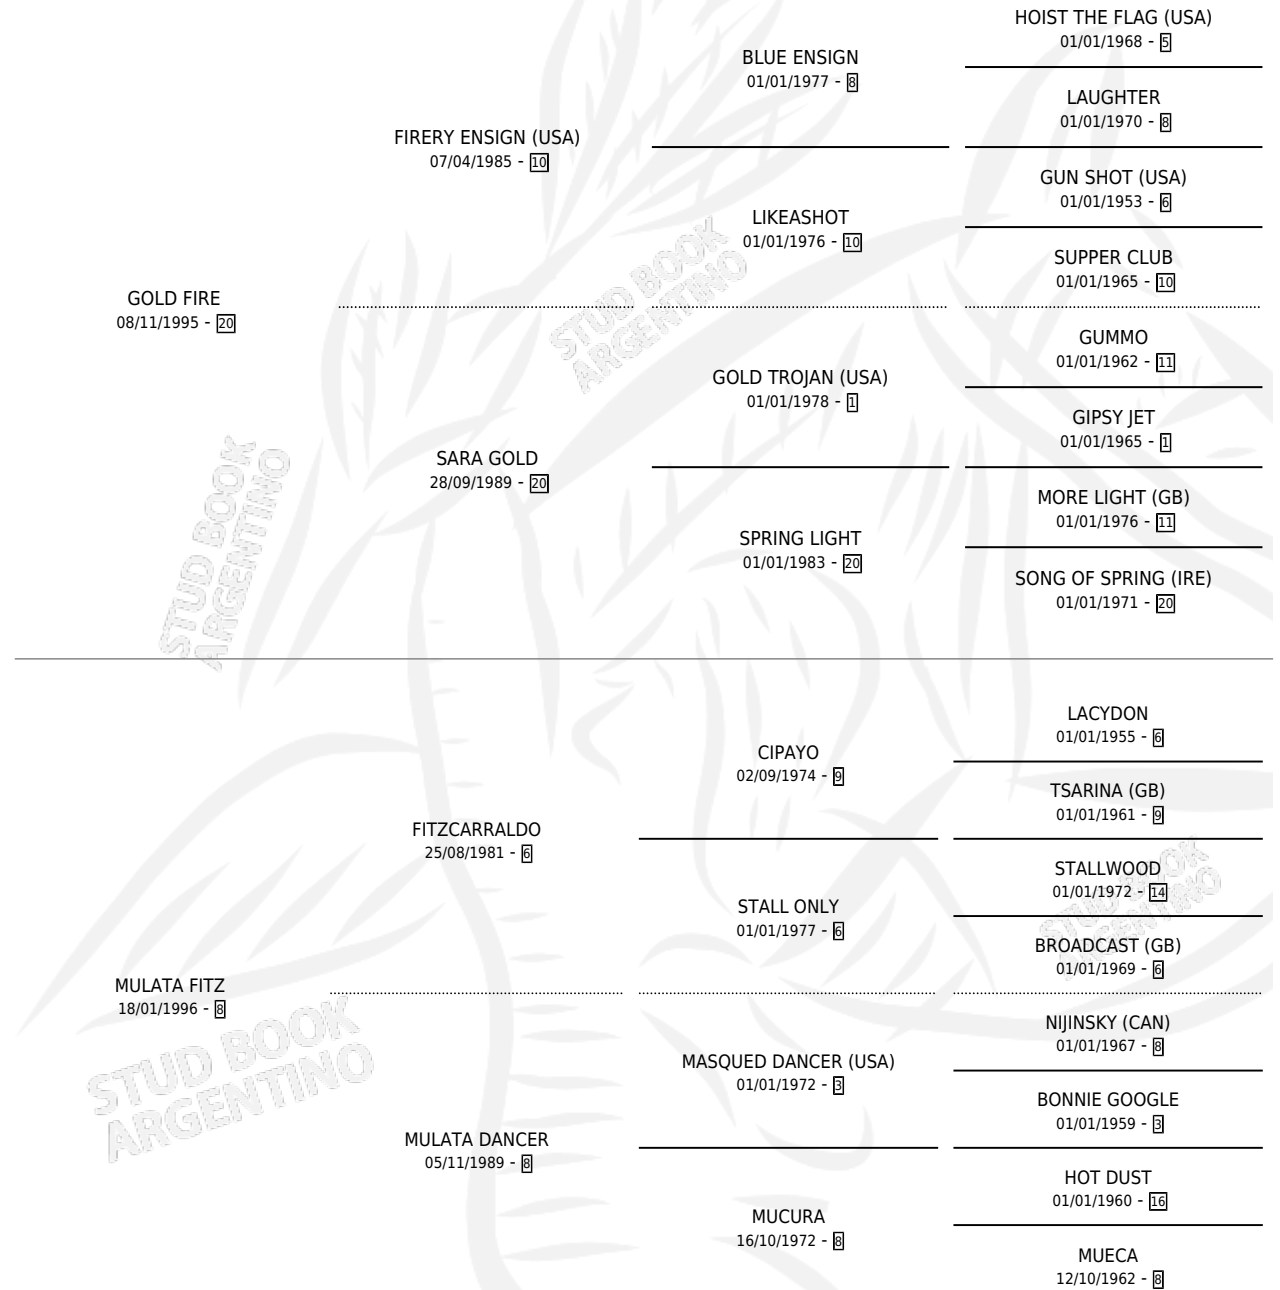 HOIST THE FLAG (USA)
01/01/1968 - 5
BLUE ENSIGN
01/01/1977 - 8
LAUGHTER
01/01/1970 - 8
FIRERY ENSIGN (USA)
07/04/1985 - 10
GUN SHOT (USA)
01/01/1953 - 6
LIKEASHOT
01/01/1976 - 10
SUPPER CLUB
01/01/1965 - 10
GOLD FIRE
08/11/1995 - 20
GUMMO
01/01/1962 - 11
GOLD TROJAN (USA)
01/01/1978 - 1
GIPSY JET
01/01/1965 - 1
SARA GOLD
28/09/1989 - 20
MORE LIGHT (GB)
01/01/1976 - 11
SPRING LIGHT
01/01/1983 - 20
SONG OF SPRING (IRE)
01/01/1971 - 20
STUD BOOK
ARGENTINO
STUD BOOK
ARGENTINO
LACYDON
01/01/1955 - 6
CIPAYO
02/09/1974 - 9
TSARINA (GB)
01/01/1961 - 9
FITZCARRALDO
25/08/1981 - 6
STALLWOOD
01/01/1972 - 14
STALL ONLY
01/01/1977 - 6
BROADCAST (GB)
01/01/1969 - 6
MULATA FITZ
18/01/1996 - 8
NIJINSKY (CAN)
01/01/1967 - 8
MASQUED DANCER (USA)
01/01/1972 - 3
BONNIE GOOGLE
01/01/1959 - 3
MULATA DANCER
05/11/1989 - 8
HOT DUST
01/01/1960 - 16
MUCURA
16/10/1972 - 8
MUECA
12/10/1962 - 8
STUD BOOK
ARGENTINO
STUD BOOK
ARGENTINO